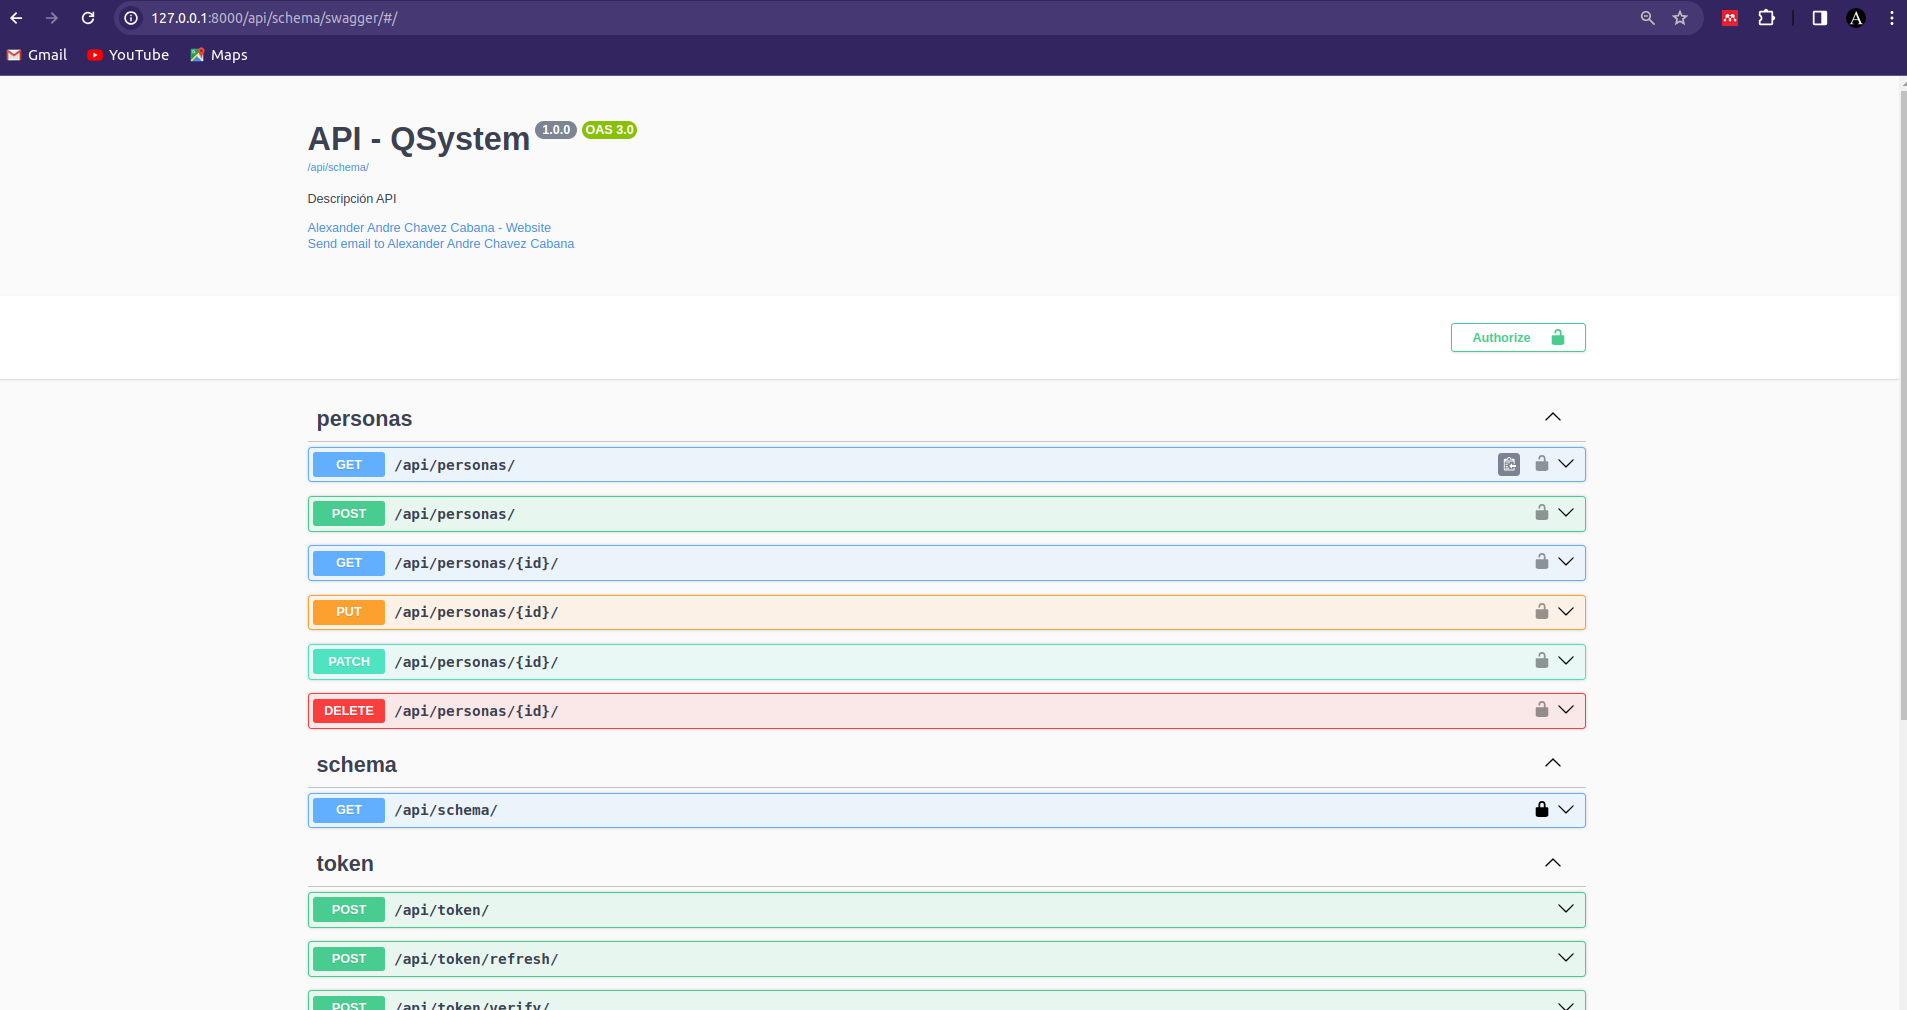 127.0.0.1:8000/api/schema/swagger/#/
A
Gmail YouTube Maps
API - QSystem 1.0.0 OAS 3.0
/api/schema/
Descripción API
Alexander Andre Chavez Cabana - Website
Send email to Alexander Andre Chavez Cabana
Authorize
personas
GET /api/personas/
POST /api/personas/
GET /api/personas/{id}/
PUT /api/personas/{id}/
PATCH /api/personas/{id}/
DELETE /api/personas/{id}/
schema
GET /api/schema/
token
POST /api/token/
POST /api/token/refresh/
POST /api/token/verify/